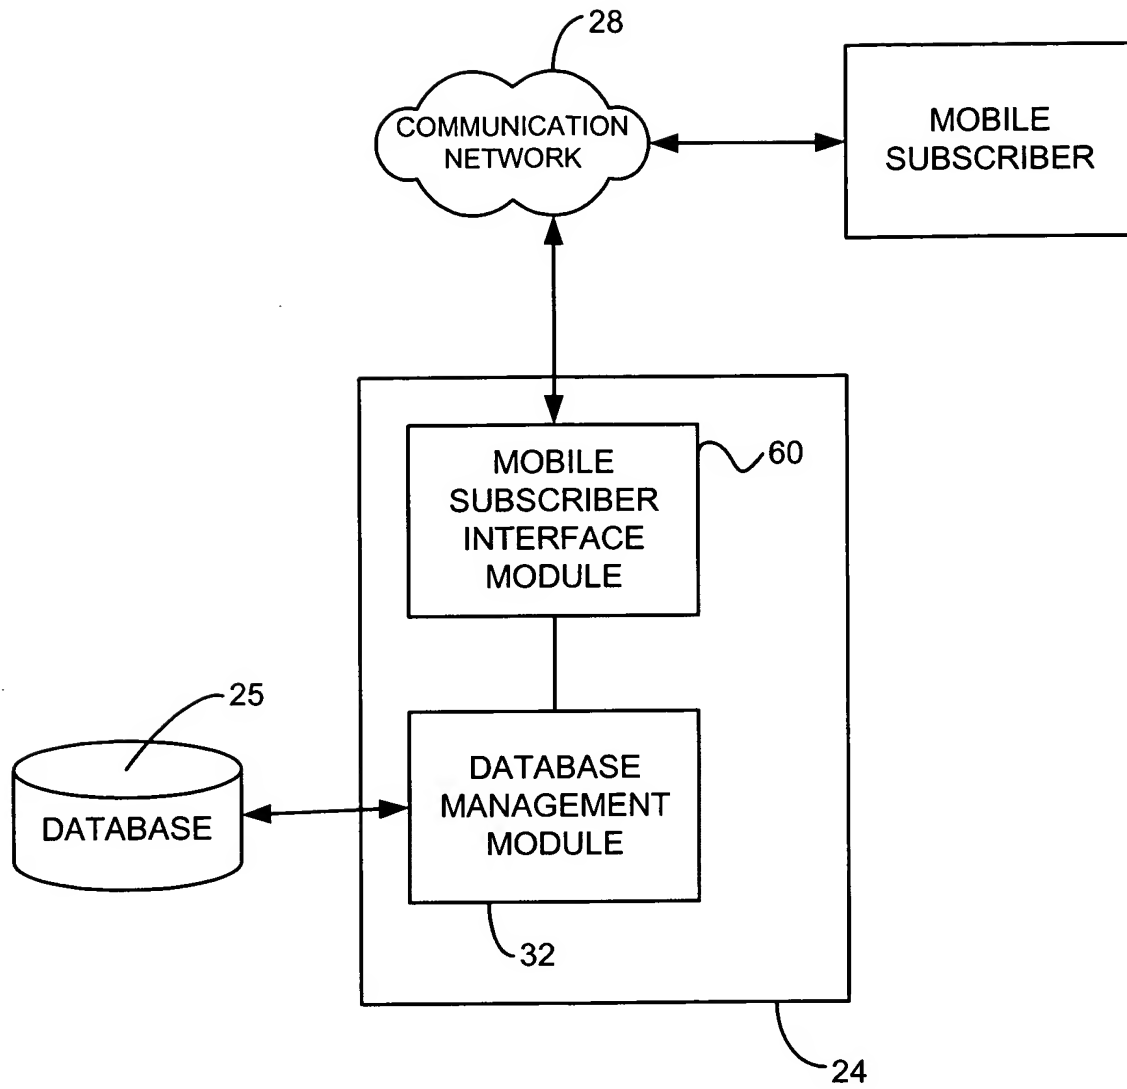 28
COMMUNICATION
NETWORK
MOBILE
SUBSCRIBER
MOBILE
SUBSCRIBER
INTERFACE
MODULE
60
25
DATABASE
DATABASE
MANAGEMENT
MODULE
32
24